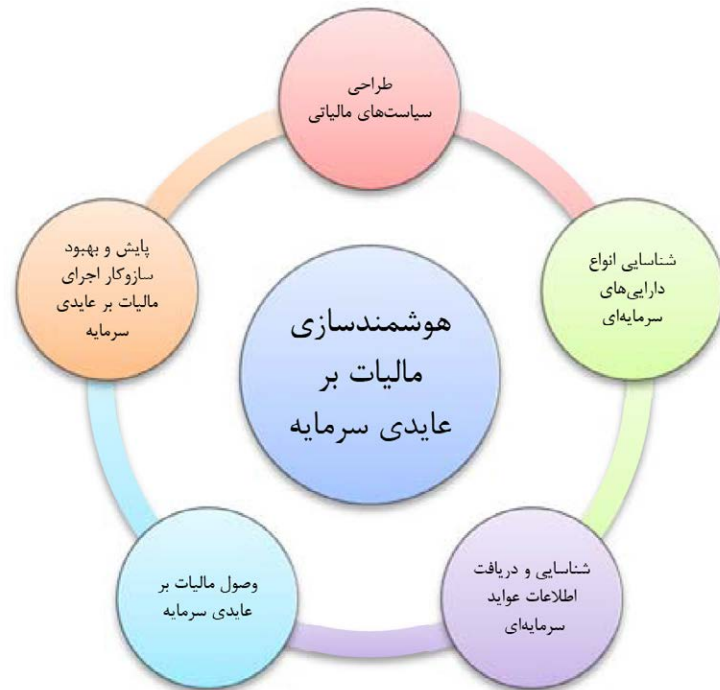 طراحی
سیاست‌های مالیاتی
شناسایی انواع
دارایی‌های
سرمایه‌ای
شناسایی و دریافت
اطلاعات عواید
سرمایه‌ای
وصول مالیات بر
عایدی سرمایه
پایش و بهبود
سازوکار اجرای
مالیات بر عایدی
سرمایه
هوشمندسازی
مالیات بر
عایدی سرمایه